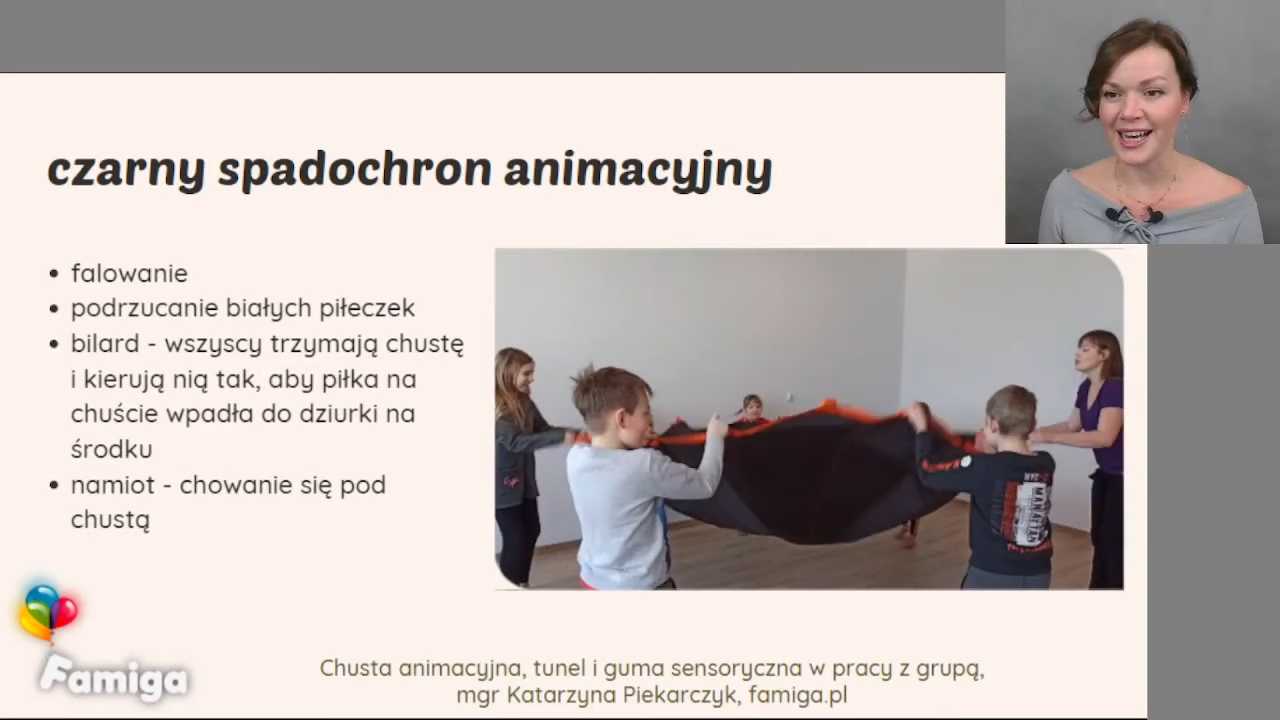 czarny spadochron animacyjny
falowanie
podrzucanie białych piłeczek
bilard - wszyscy trzymają chustę
i kierują nią tak, aby piłka na
chuście wpadła do dziurki na
środku
namiot - chowanie się pod
chustą
Famiga
Chusta animacyjna, tunel i guma sensoryczna w pracy z grupą,
mgr Katarzyna Piekarczyk, famiga.pl